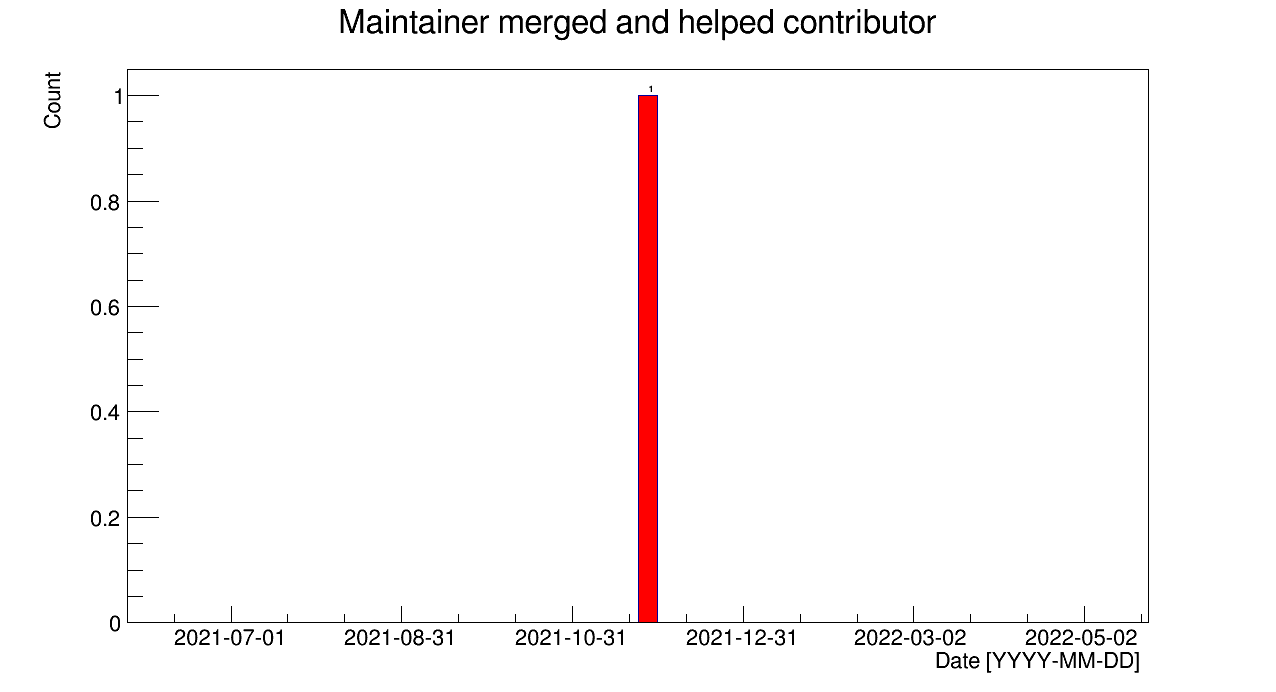 Maintainer merged and helped contributor
Count
1
1
0.8
0.6
0.4
0.2
0
2021-07-01 2021-08-31 2021-10-31 2021-12-31 2022-03-02 2022-05-02
Date [YYYY-MM-DD]